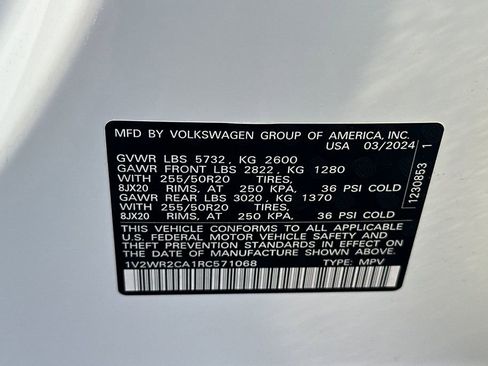 MFD BY VOLKSWAGEN GROUP OF AMERICA, INC.
USA 03/2024
GVWR LBS 5732, KG 2600
GAWR FRONT LBS 2822, KG 1280
WITH 255/50R20 TIRES,
8JX20 RIMS, AT 250 KPA, 36 PSI COLD
GAWR REAR LBS 3020, KG 1370
WITH 255/50R20 TIRES,
8JX20 RIMS, AT 250 KPA, 36 PSI COLD
THIS VEHICLE CONFORMS TO ALL APPLICABLE
U.S. FEDERAL MOTOR VEHICLE SAFETY AND
THEFT PREVENTION STANDARDS IN EFFECT ON
THE DATE OF MANUFACTURE SHOWN ABOVE.
1V2WR2CA1RC571068 TYPE: MPV
1230853 1